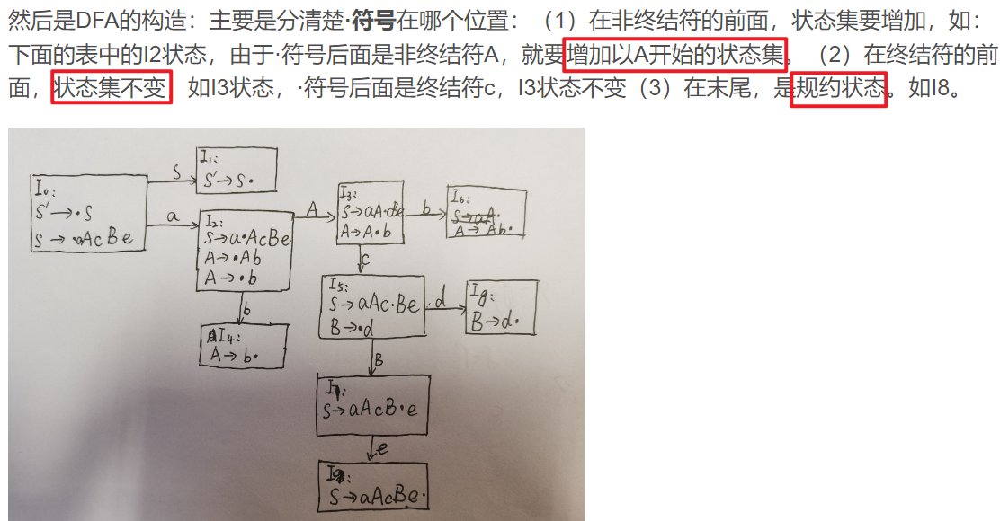 然后是DFA的构造：主要是分清楚·符号在哪个位置：（1）在非终结符的前面，状态集要增加，如：
下面的表中的I2状态，由于·符号后面是非终结符A，就要增加以A开始的状态集。（2）在终结符的前
面，状态集不变 如I3状态，·符号后面是终结符c，I3状态不变（3）在末尾，是规约状态。如I8。
I₀:
S′→·S
S→·aAcBe
S
I₁:
S′→S·
a
I₂:
S→a·AcBe
A→·Ab
A→·b
A
I₃:
S→aA·Be
A→A·b
b
I₆:
A→Ab·
b
I₄:
A→b·
c
I₅:
S→aAc·Be
B→·d
d
B→d·
B
S→aAcB·e
e
S→aAcBe·